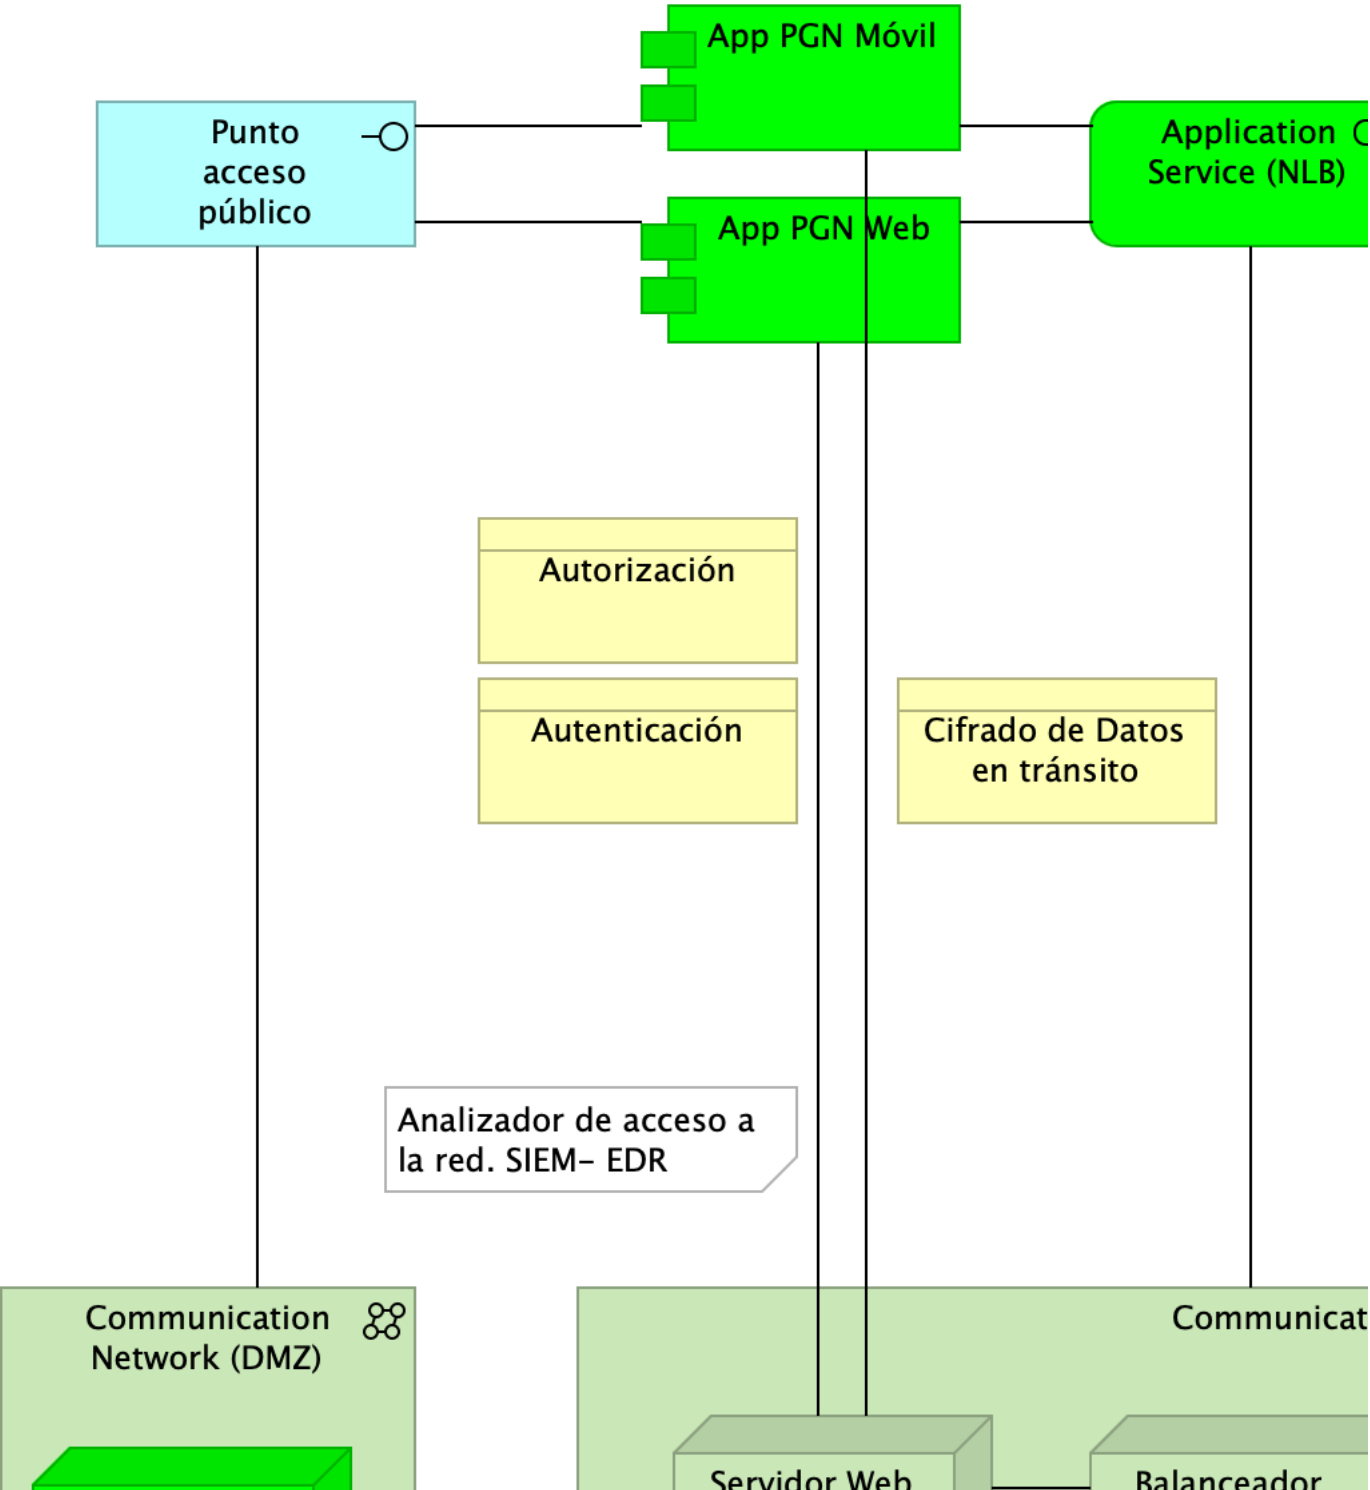 App PGN Móvil
Punto
acceso
público
Application
Service (NLB)
App PGN Web
Autorización
Autenticación
Cifrado de Datos
en tránsito
Analizador de acceso a
la red. SIEM- EDR
Communication
Network (DMZ)
Communicat
Servidor Web
Balanceador